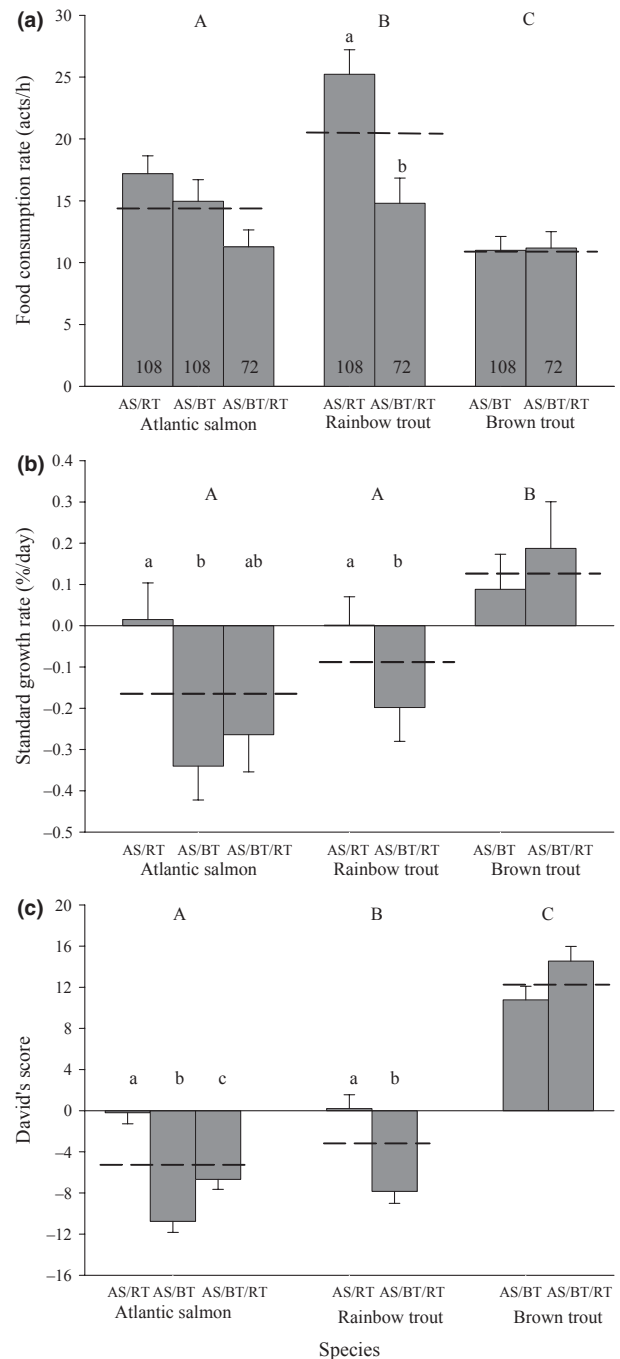 (a)
30
25
20
15
10
5
0
Food consumption rate (acts/h)
A B C
a
b
108 108 72 108 72 108 72
AS/RT AS/BT AS/BT/RT AS/RT AS/BT/RT AS/BT AS/BT/RT
Atlantic salmon Rainbow trout Brown trout
(b)
0.4
0.3
0.2
0.1
0.0
–0.1
–0.2
–0.3
–0.4
–0.5
Standard growth rate (%/day)
A A B
a b ab a b
AS/RT AS/BT AS/BT/RT AS/RT AS/BT/RT AS/BT AS/BT/RT
Atlantic salmon Rainbow trout Brown trout
(c)
20
16
12
8
4
0
–4
–8
–12
–16
David's score
A B C
a b c a b
AS/RT AS/BT AS/BT/RT AS/RT AS/BT/RT AS/BT AS/BT/RT
Atlantic salmon Rainbow trout Brown trout
Species